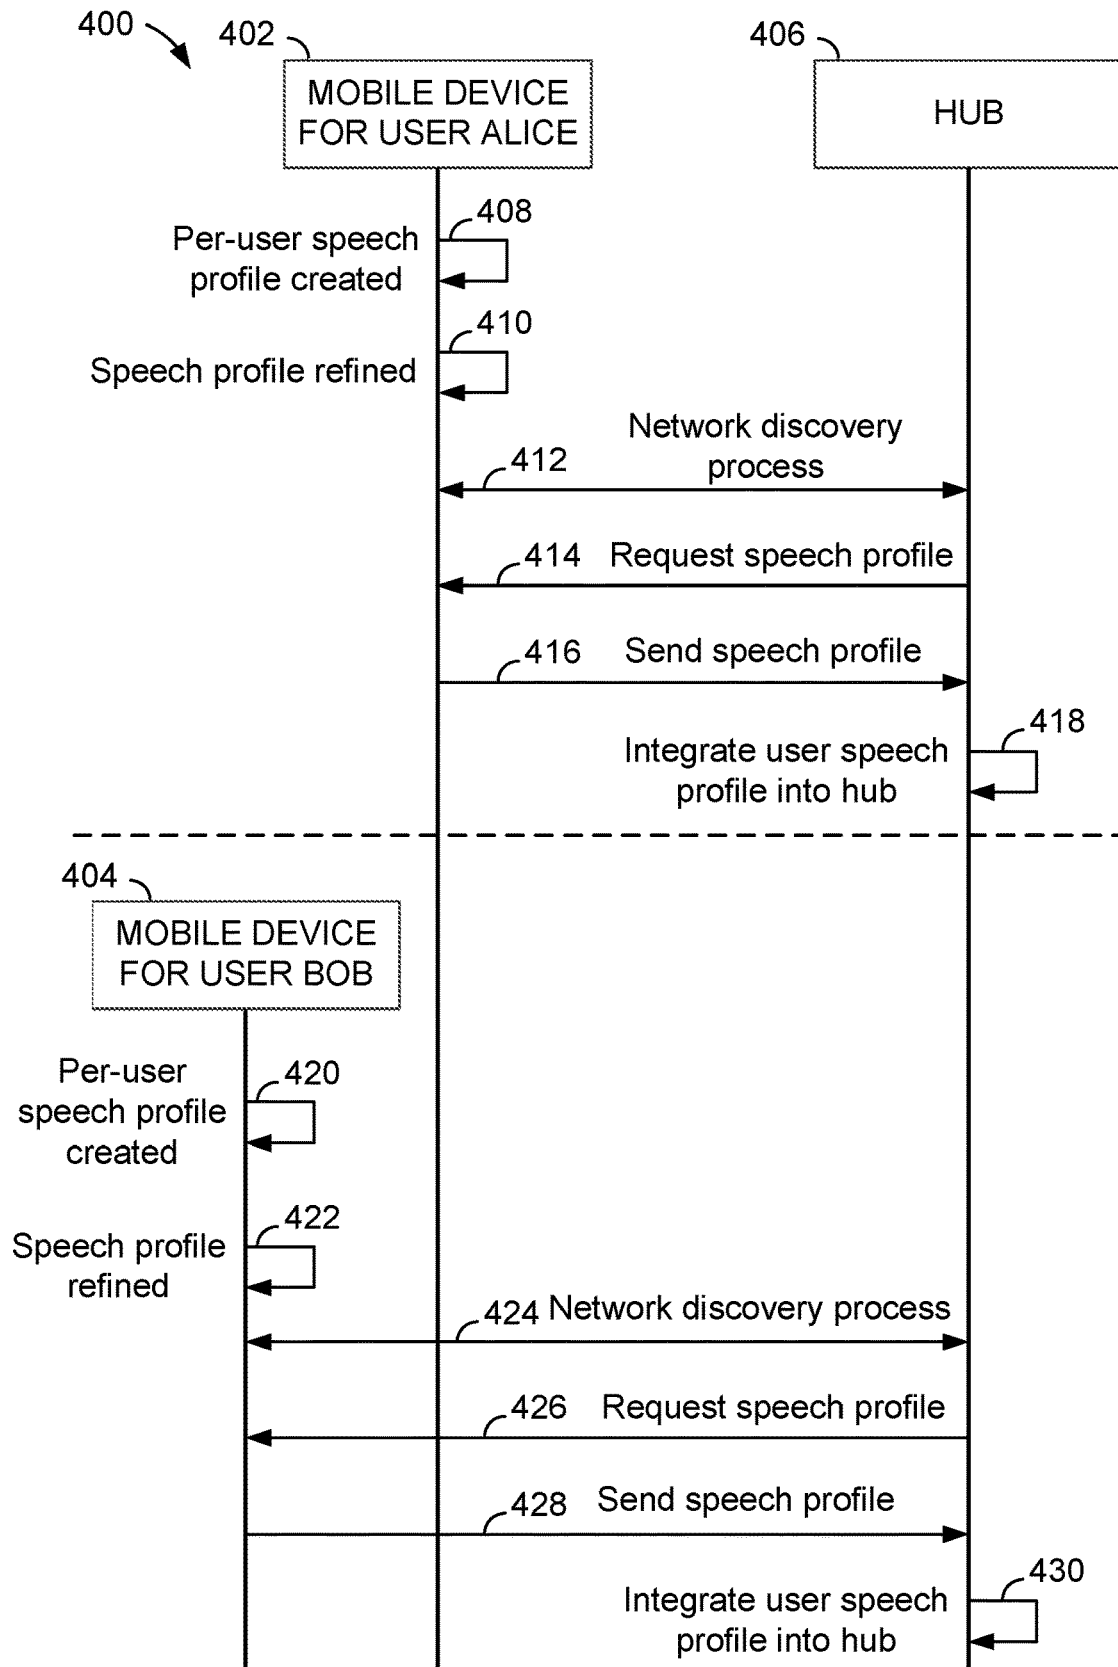 400
402
406
MOBILE DEVICE
FOR USER ALICE
HUB
408
Per-user speech
profile created
410
Speech profile refined
Network discovery
process
412
414 Request speech profile
416 Send speech profile
418
Integrate user speech
profile into hub
404
MOBILE DEVICE
FOR USER BOB
Per-user
speech profile
created
420
422
Speech profile
refined
424 Network discovery process
426 Request speech profile
428 Send speech profile
430
Integrate user speech
profile into hub